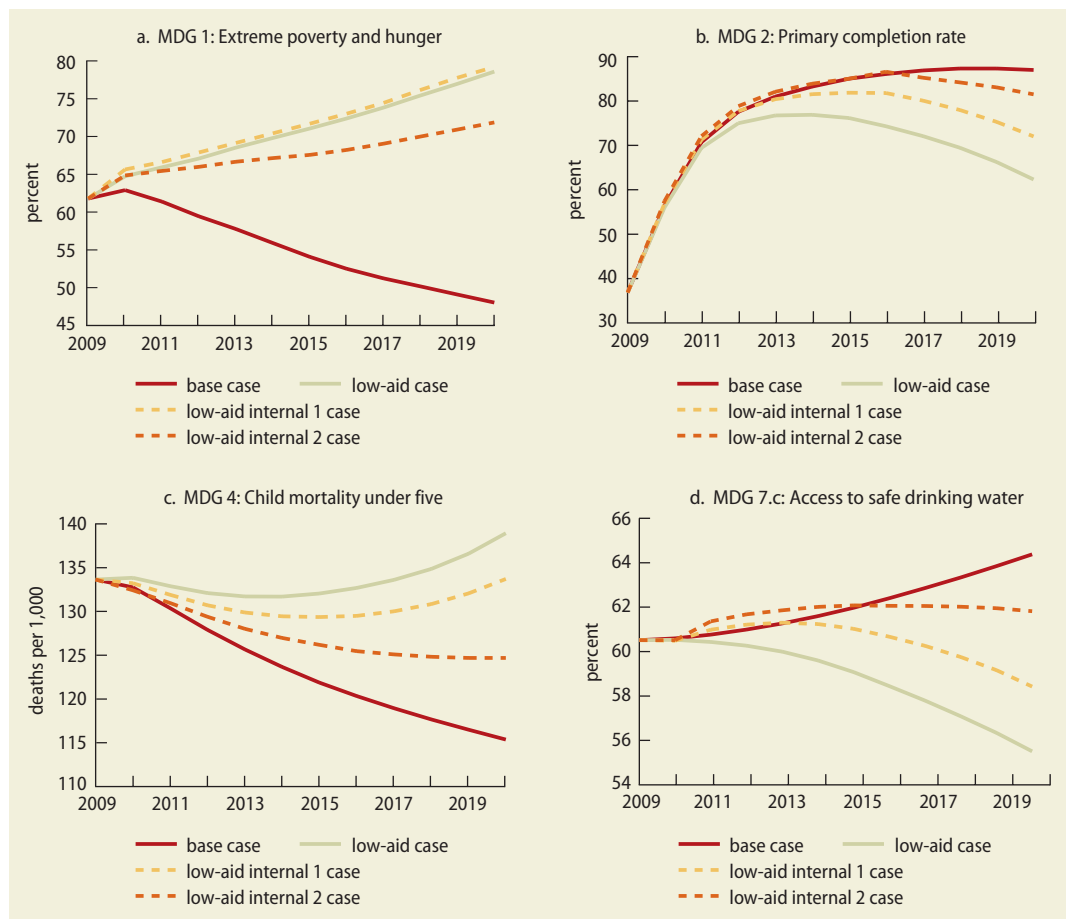 a. MDG 1: Extreme poverty and hunger
80
75
70
65
60
55
50
45
percent
2009 2011 2013 2015 2017 2019
base case low-aid case
low-aid internal 1 case
low-aid internal 2 case
b. MDG 2: Primary completion rate
90
80
70
60
50
40
30
percent
2009 2011 2013 2015 2017 2019
base case low-aid case
low-aid internal 1 case
low-aid internal 2 case
c. MDG 4: Child mortality under five
140
135
130
125
120
115
110
deaths per 1,000
2009 2011 2013 2015 2017 2019
base case low-aid case
low-aid internal 1 case
low-aid internal 2 case
d. MDG 7.c: Access to safe drinking water
66
64
62
60
58
56
54
percent
2009 2011 2013 2015 2017 2019
base case low-aid case
low-aid internal 1 case
low-aid internal 2 case